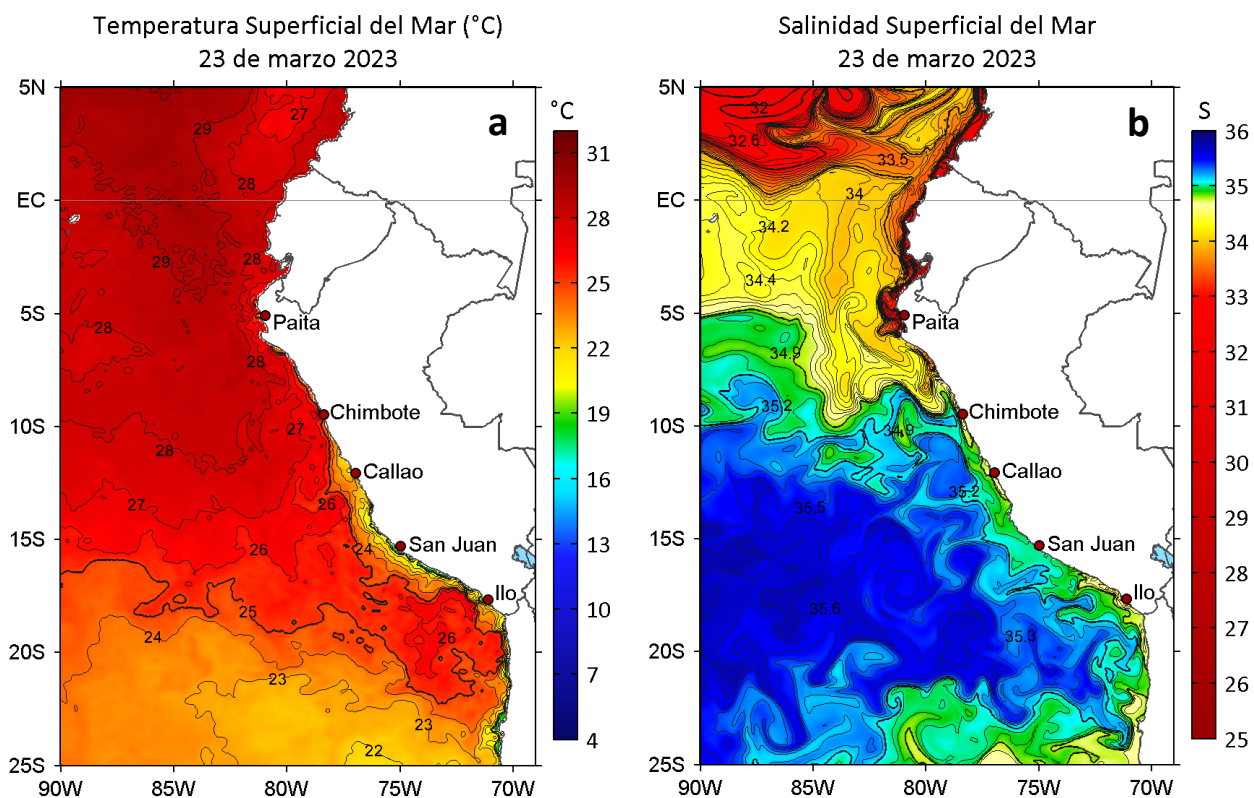 Temperatura Superficial del Mar (°C)
23 de marzo 2023
5N
EC
5S
10S
15S
20S
25S
90W
85W
80W
75W
70W
a
29
27
28
28
29
28
28
27
28
27
26
26
24
25
26
24
23
23
22
Paita
Chimbote
Callao
San Juan
Ilo
°C
31
28
25
22
19
16
13
10
7
4
Salinidad Superficial del Mar
23 de marzo 2023
5N
EC
5S
10S
15S
20S
25S
90W
85W
80W
75W
70W
b
32
32.6
33.5
34
34.2
34.4
34.9
35.2
34.9
35.2
35.5
35.6
35.3
Paita
Chimbote
Callao
San Juan
Ilo
S
36
35
34
33
32
31
30
29
28
27
26
25